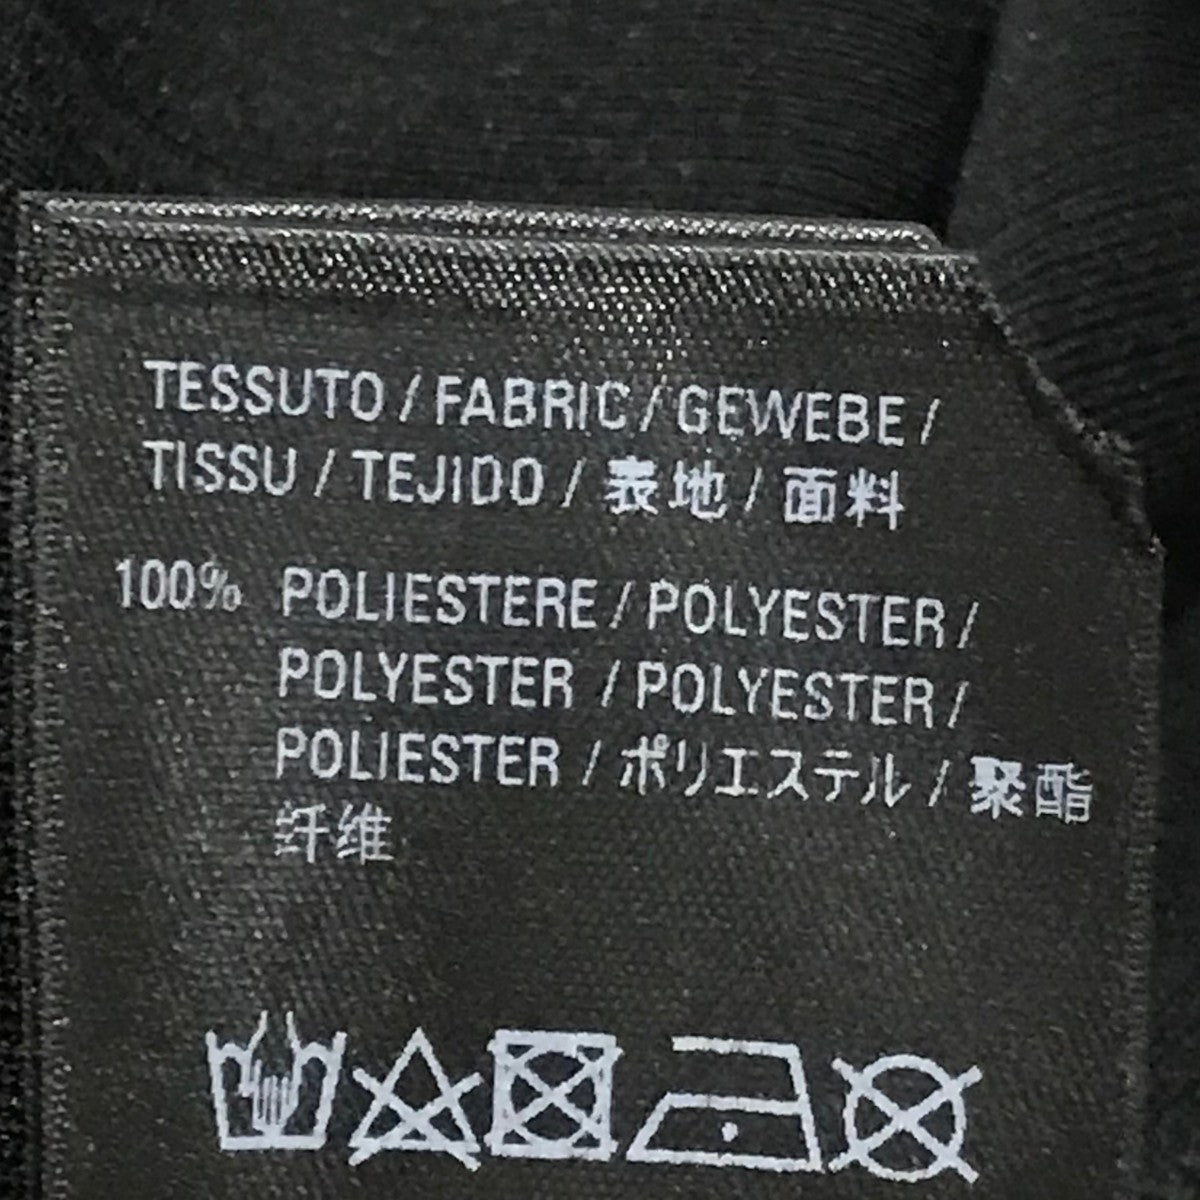 TESSUTO / FABRIC / GEWEBE /
TISSU / TEJIDO / 表地 / 面料
100% POLIESTERE / POLYESTER /
POLYESTER / POLYESTER /
POLIESTER / ポリエステル / 聚酯
纤维